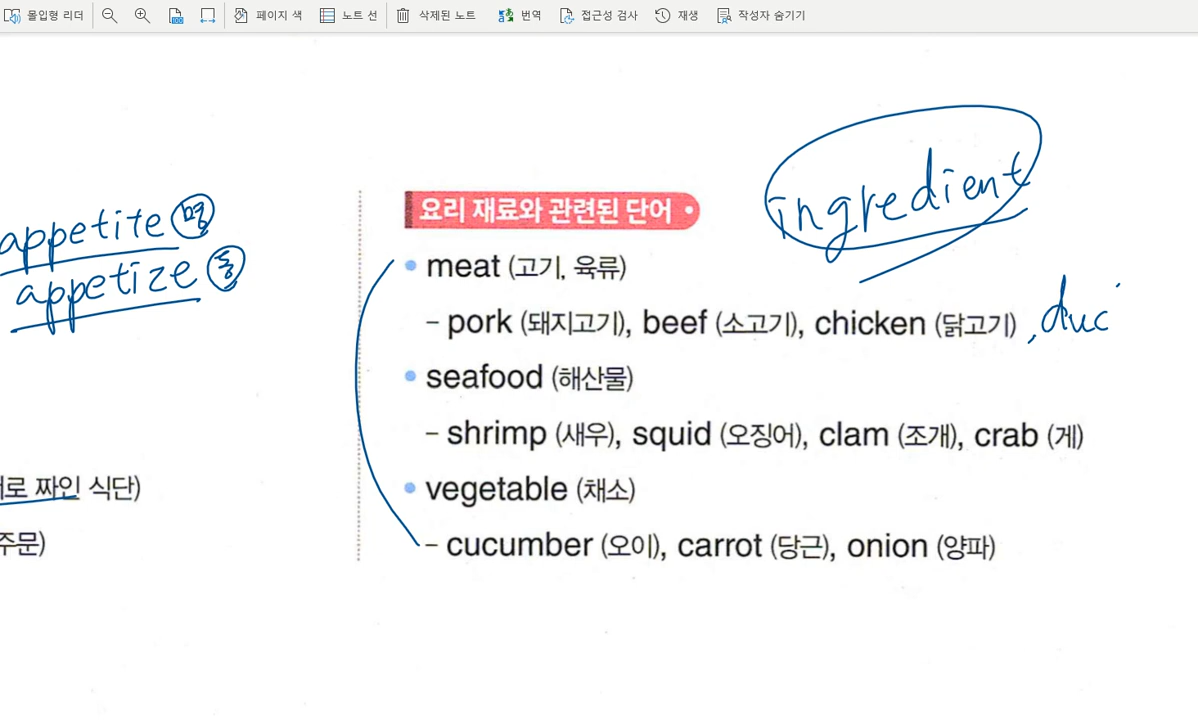 몰입형 리더 페이지 색 노트 선 삭제된 노트 번역 접근성 검사 재생 작성자 숨기기
ingredient
appetite 명
appetize 동
요리 재료와 관련된 단어
• meat (고기, 육류)
– pork (돼지고기), beef (소고기), chicken (닭고기) , duc
• seafood (해산물)
– shrimp (새우), squid (오징어), clam (조개), crab (게)
• vegetable (채소)
로 짜인 식단)
– cucumber (오이), carrot (당근), onion (양파)
주문)